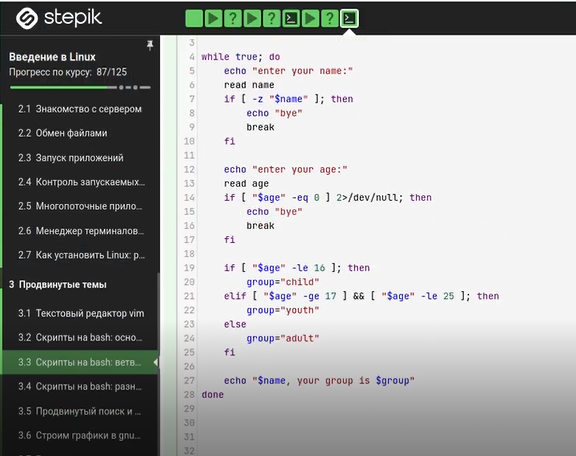 stepik
Введение в Linux
Прогресс по курсу: 87/125
2.1 Знакомство с сервером
2.2 Обмен файлами
2.3 Запуск приложений
2.4 Контроль запускаемых...
2.5 Многопоточные прило...
2.6 Менеджер терминалов...
2.7 Как установить Linux: р...
3 Продвинутые темы
3.1 Текстовый редактор vim
3.2 Скрипты на bash: осно...
3.3 Скрипты на bash: ветв...
3.4 Скрипты на bash: разн...
3.5 Продвинутый поиск и ...
3.6 Строим графики в gnu...
3
4 while true; do
5 echo "enter your name:"
6 read name
7 if [ -z "$name" ]; then
8 echo "bye"
9 break
10 fi
11
12 echo "enter your age:"
13 read age
14 if [ "$age" -eq 0 ] 2>/dev/null; then
15 echo "bye"
16 break
17 fi
18
19 if [ "$age" -le 16 ]; then
20 group="child"
21 elif [ "$age" -ge 17 ] && [ "$age" -le 25 ]; then
22 group="youth"
23 else
24 group="adult"
25 fi
26
27 echo "$name, your group is $group"
28 done
29
30
31
32